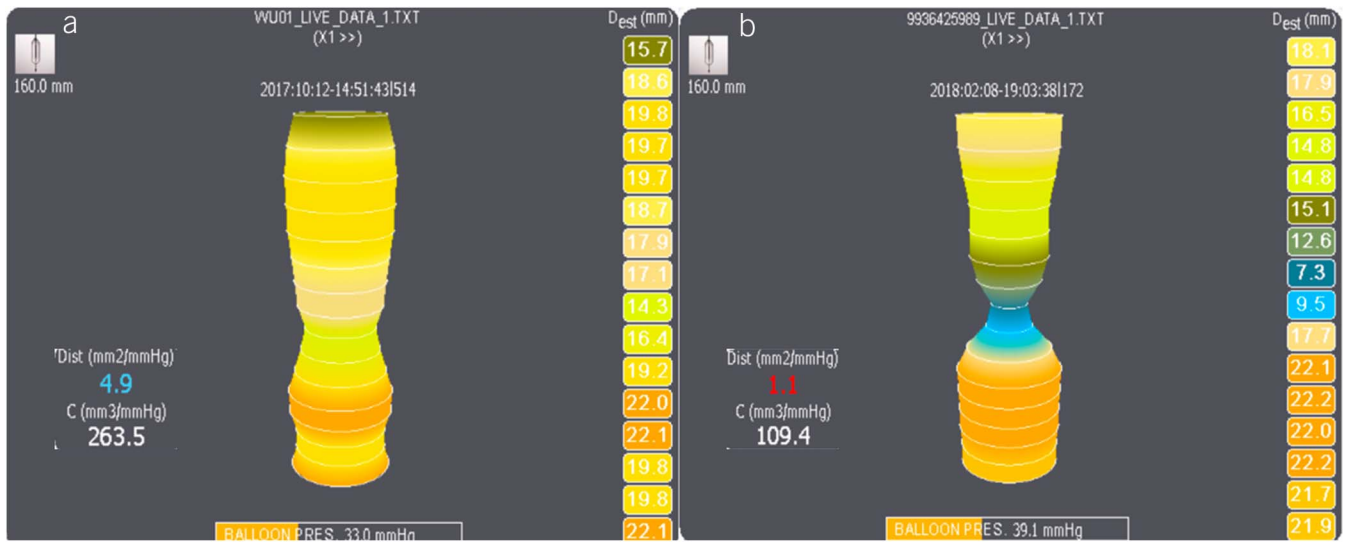 a
WU01_LIVE_DATA_1.TXT
(X1 >>)
Dest (mm)
160.0 mm
2017:10:12-14:51:43|514
15.7
18.6
19.8
19.7
19.7
18.7
17.9
17.1
14.3
16.4
19.2
22.0
22.1
19.8
19.8
22.1
Dist (mm2/mmHg)
4.9
C (mm3/mmHg)
263.5
BALLOON PRES. 33.0 mmHg
b
9936425989_LIVE_DATA_1.TXT
(X1 >>)
Dest (mm)
160.0 mm
2018:02:08-19:03:38|172
18.1
17.9
16.5
14.8
14.8
15.1
12.6
7.3
9.5
17.7
22.1
22.2
22.0
22.2
21.7
21.9
Dist (mm2/mmHg)
1.1
C (mm3/mmHg)
109.4
BALLOON PRES. 39.1 mmHg